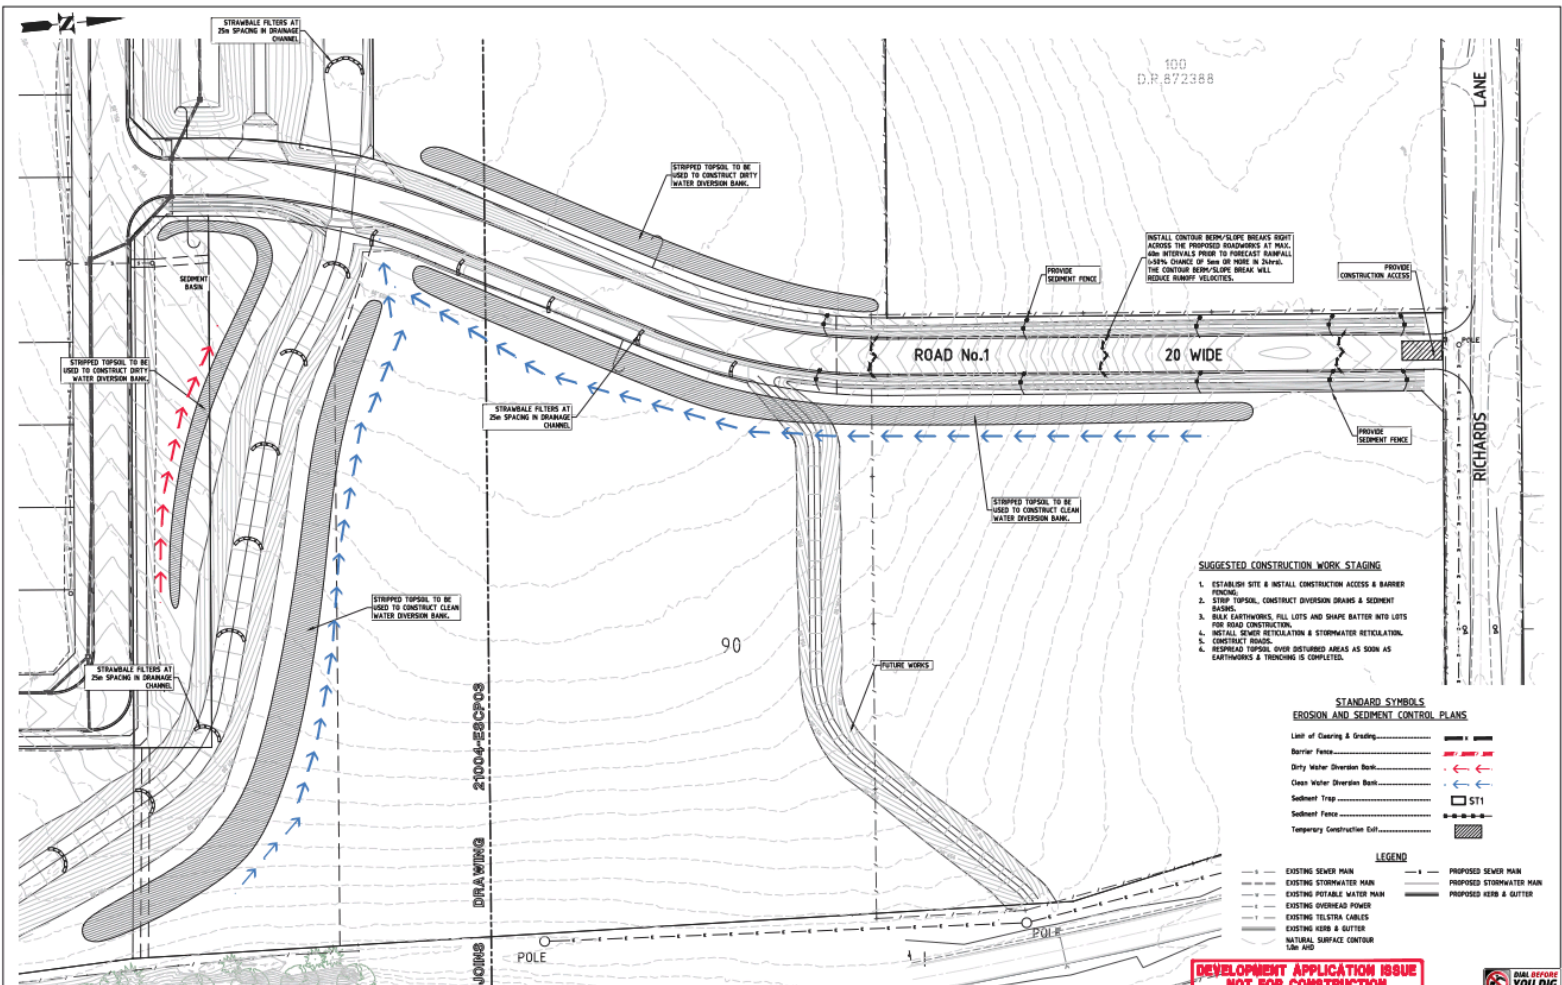 Z
STRAWBALE FILTERS AT
25m SPACING IN DRAINAGE
CHANNEL
100
D.P.872388
LANE
STRIPPED TOPSOIL TO BE
USED TO CONSTRUCT DIRTY
WATER DIVERSION BANK.
INSTALL CONTOUR BERM/SLOPE BREAKS RIGHT
ACROSS THE PROPOSED ROADWORKS AT MAX.
40m INTERVALS PRIOR TO FORECAST RAINFALL
(>50% CHANCE OF 5mm OR MORE IN 24hrs).
THE CONTOUR BERM/SLOPE BREAK WILL
REDUCE RUNOFF VELOCITIES.
PROVIDE
SEDIMENT FENCE
PROVIDE
CONSTRUCTION ACCESS
SEDIMENT
BASIN
POLE
ROAD No.1
20 WIDE
STRIPPED TOPSOIL TO BE
USED TO CONSTRUCT DIRTY
WATER DIVERSION BANK.
STRAWBALE FILTERS AT
25m SPACING IN DRAINAGE
CHANNEL
PROVIDE
SEDIMENT FENCE
RICHARDS
STRIPPED TOPSOIL TO BE
USED TO CONSTRUCT CLEAN
WATER DIVERSION BANK.
STRIPPED TOPSOIL TO BE
USED TO CONSTRUCT CLEAN
WATER DIVERSION BANK.
90
FUTURE WORKS
STRAWBALE FILTERS AT
25m SPACING IN DRAINAGE
CHANNEL
JOINS DRAWING 21004-ESCP05
POLE
POLE
SUGGESTED CONSTRUCTION WORK STAGING
1. ESTABLISH SITE & INSTALL CONSTRUCTION ACCESS & BARRIER
FENCING;
2. STRIP TOPSOIL, CONSTRUCT DIVERSION DRAINS & SEDIMENT
BASINS.
3. BULK EARTHWORKS, FILL LOTS AND SHAPE BATTER INTO LOTS
FOR ROAD CONSTRUCTION.
4. INSTALL SEWER RETICULATION & STORMWATER RETICULATION.
5. CONSTRUCT ROADS.
6. RESPREAD TOPSOIL OVER DISTURBED AREAS AS SOON AS
EARTHWORKS & TRENCHING IS COMPLETED.
STANDARD SYMBOLS
EROSION AND SEDIMENT CONTROL PLANS
Limit of Clearing & Grading
Barrier Fence
Dirty Water Diversion Bank
Clean Water Diversion Bank
Sediment Trap ST1
Sediment Fence
Temporary Construction Exit
LEGEND
EXISTING SEWER MAIN
EXISTING STORMWATER MAIN
EXISTING POTABLE WATER MAIN
EXISTING OVERHEAD POWER
EXISTING TELSTRA CABLES
EXISTING KERB & GUTTER
NATURAL SURFACE CONTOUR
1.0m AHD
PROPOSED SEWER MAIN
PROPOSED STORMWATER MAIN
PROPOSED KERB & GUTTER
DEVELOPMENT APPLICATION ISSUE
NOT FOR CONSTRUCTION
DIAL BEFORE
YOU DIG